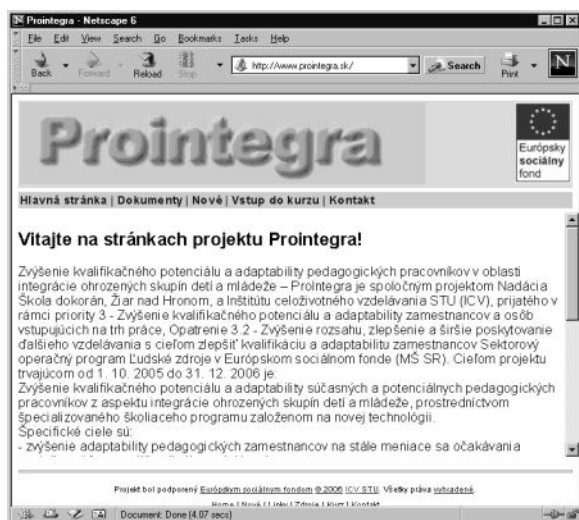 Prointegra - Netscape 6
File Edit View Search Go Bookmarks Tasks Help
Back Forward Reload Stop http://www.prointegra.sk/ Search Print N
Prointegra
Európsky
sociálny
fond
Hlavná stránka | Dokumenty | Nové | Vstup do kurzu | Kontakt
Vitajte na stránkach projektu Prointegra!
Zvýšenie kvalifikačného potenciálu a adaptability pedagogických pracovníkov v oblasti
integrácie ohrozených skupín detí a mládeže – ProIntegra je spoločným projektom Nadácia
Škola dokorán, Žiar nad Hronom, a Inštitútu celoživotného vzdelávania STU (ICV), prijatého v
rámci priority 3 - Zvýšenie kvalifikačného potenciálu a adaptability zamestnancov a osôb
vstupujúcich na trh práce, Opatrenie 3.2 - Zvýšenie rozsahu, zlepšenie a širšie poskytovanie
ďalšieho vzdelávania s cieľom zlepšiť kvalifikáciu a adaptabilitu zamestnancov Sektorový
operačný program Ľudské zdroje v Európskom sociálnom fonde (MŠ SR). Cieľom projektu
trvajúcom od 1. 10. 2005 do 31. 12. 2006 je:
Zvýšenie kvalifikačného potenciálu a adaptability súčasných a potenciálnych pedagogických
pracovníkov z aspektu integrácie ohrozených skupín detí a mládeže, prostredníctvom
špecializovaného školiaceho programu založenom na novej technológii.
Špecifické ciele sú:
- zvýšenie adaptability pedagogických zamestnancov na stále meniace sa očakávania
Projekt bol podporený Európskym sociálnym fondom © 2006 ICV STU. Všetky práva vyhradené.
Home | Nové | Linky | Zdroje | Kurz | Kontakt
Document: Done (4.07 secs)